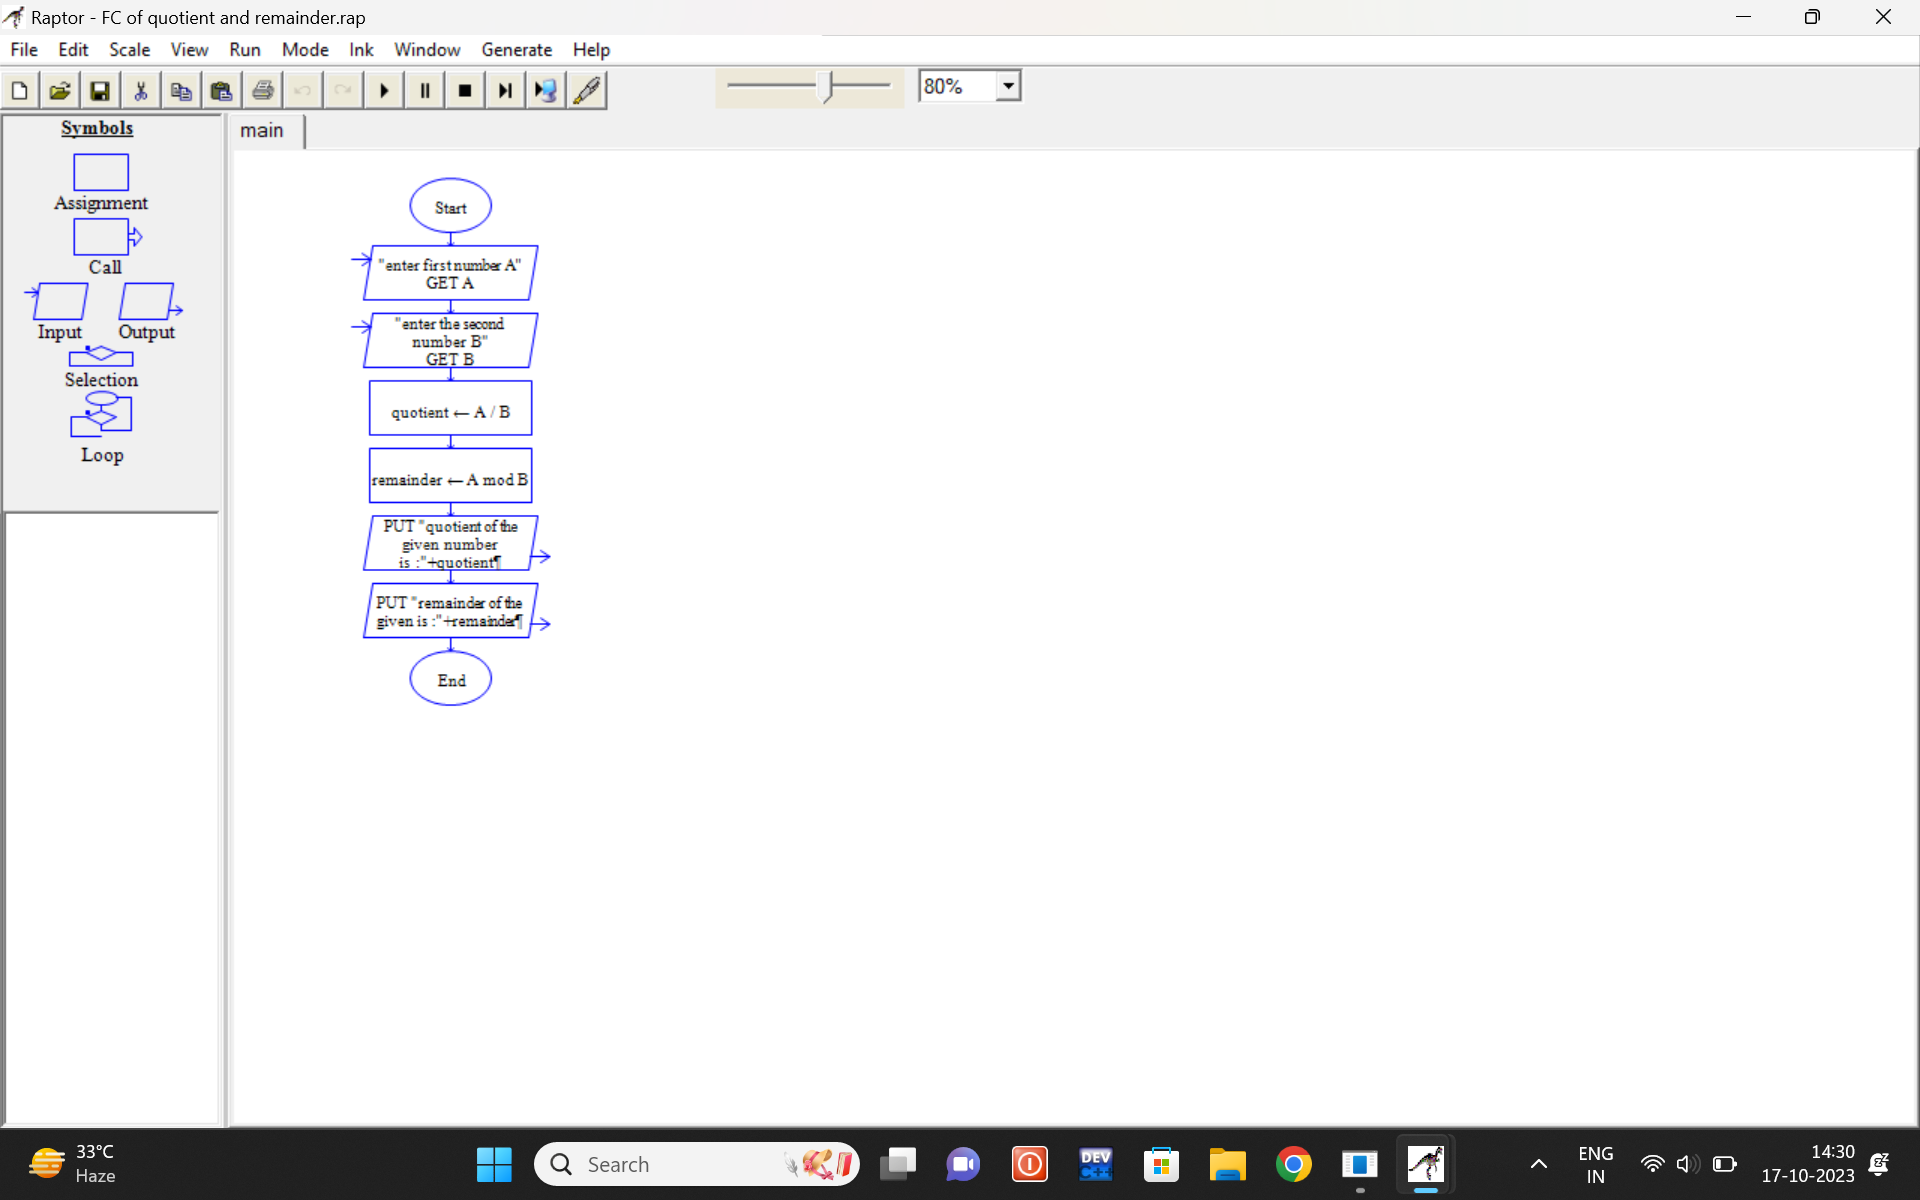 Raptor - FC of quotient and remainder.rap
File Edit Scale View Run Mode Ink Window Generate Help
80%
Symbols
Assignment
Call
Input Output
Selection
Loop
main
Start
"enter first number A"
GET A
"enter the second
number B"
GET B
quotient ← A / B
remainder ← A mod B
PUT "quotient of the
given number
is :"+quotient¶
PUT "remainder of the
given is :"+remainder¶
End
33°C
Haze
Search
DEV
C++
ENG
IN
14:30
17-10-2023